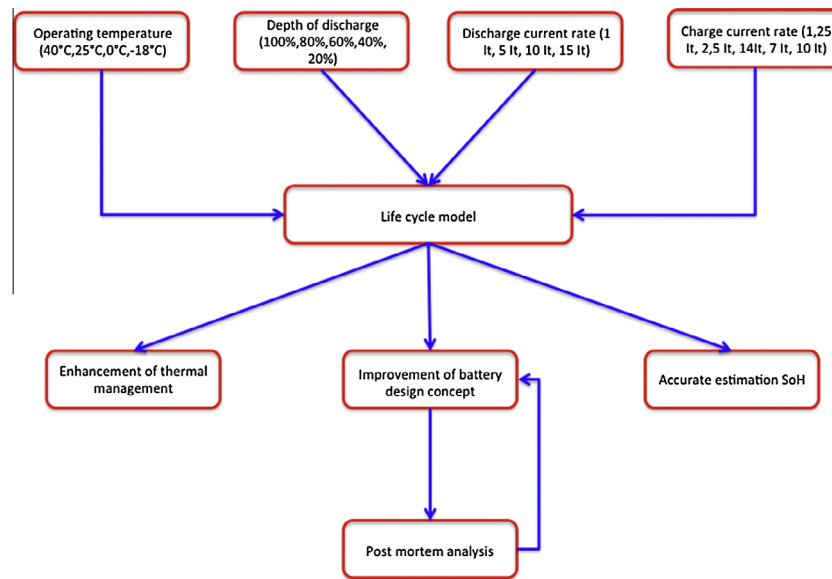 Operating temperature
(40°C,25°C,0°C,-18°C)
Depth of discharge
(100%,80%,60%,40%,
20%)
Discharge current rate (1
It, 5 It, 10 It, 15 It)
Charge current rate (1,25
It, 2,5 It, 14It, 7 It, 10 It)
Life cycle model
Enhancement of thermal
management
Improvement of battery
design concept
Accurate estimation SoH
Post mortem analysis